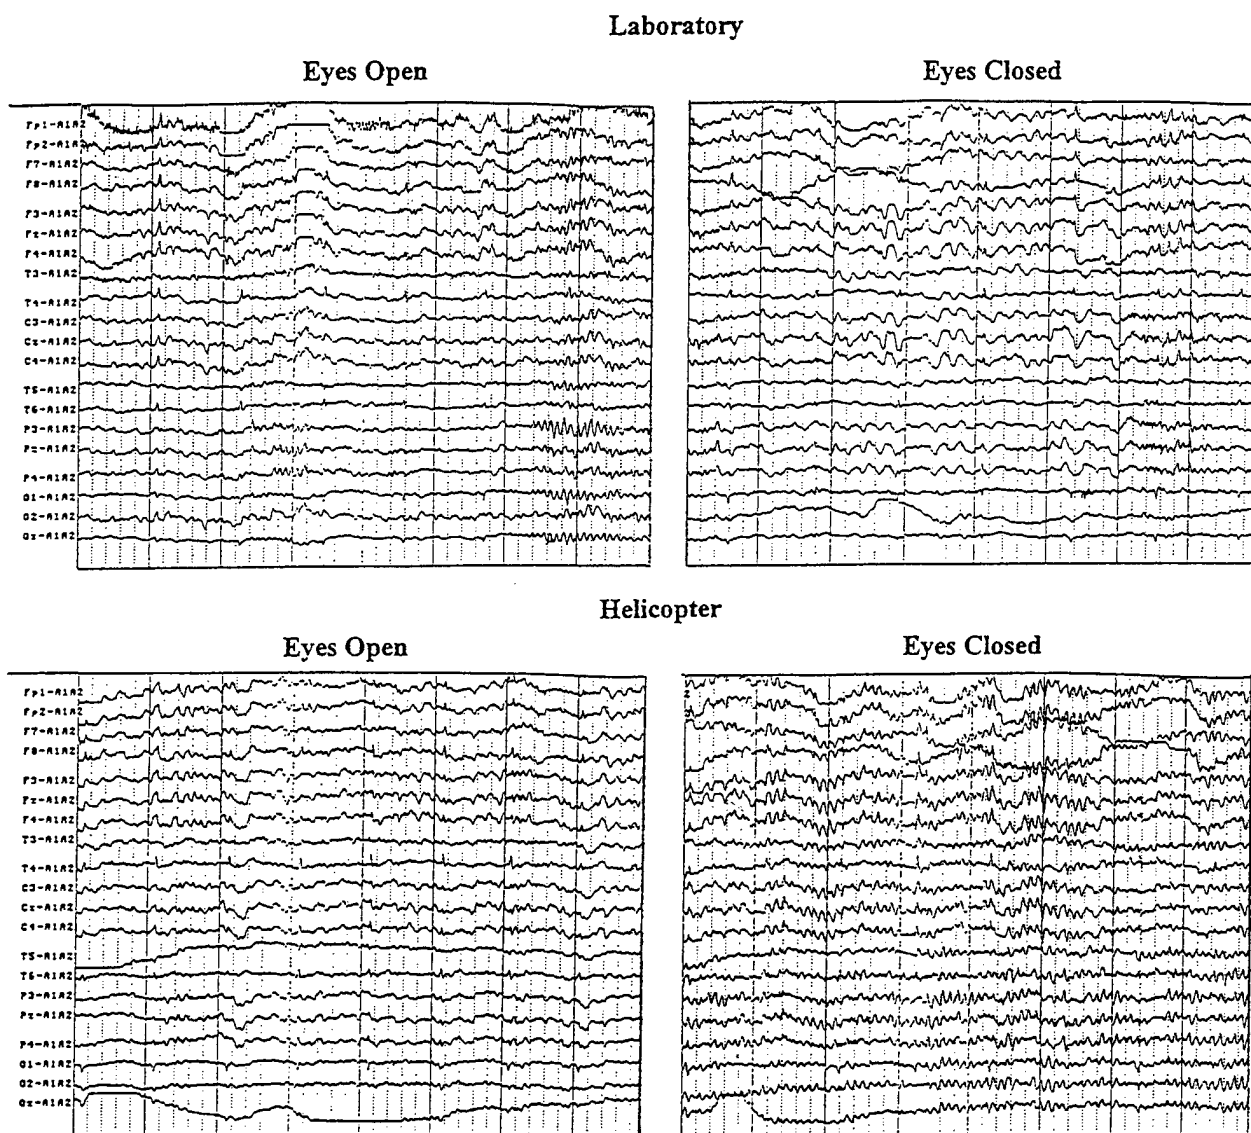 Laboratory
Eyes Open
Eyes Closed
Fp1-A1A2
Fp2-A1A2
F7-A1A2
F8-A1A2
F3-A1A2
Fz-A1A2
F4-A1A2
T3-A1A2
T4-A1A2
C3-A1A2
Cz-A1A2
C4-A1A2
T5-A1A2
T6-A1A2
P3-A1A2
Pz-A1A2
P4-A1A2
O1-A1A2
O2-A1A2
Oz-A1A2
Helicopter
Eyes Open
Eyes Closed
Fp1-A1A2
Fp2-A1A2
F7-A1A2
F8-A1A2
F3-A1A2
Fz-A1A2
F4-A1A2
T3-A1A2
T4-A1A2
C3-A1A2
Cz-A1A2
C4-A1A2
T5-A1A2
T6-A1A2
P3-A1A2
Pz-A1A2
P4-A1A2
O1-A1A2
O2-A1A2
Oz-A1A2